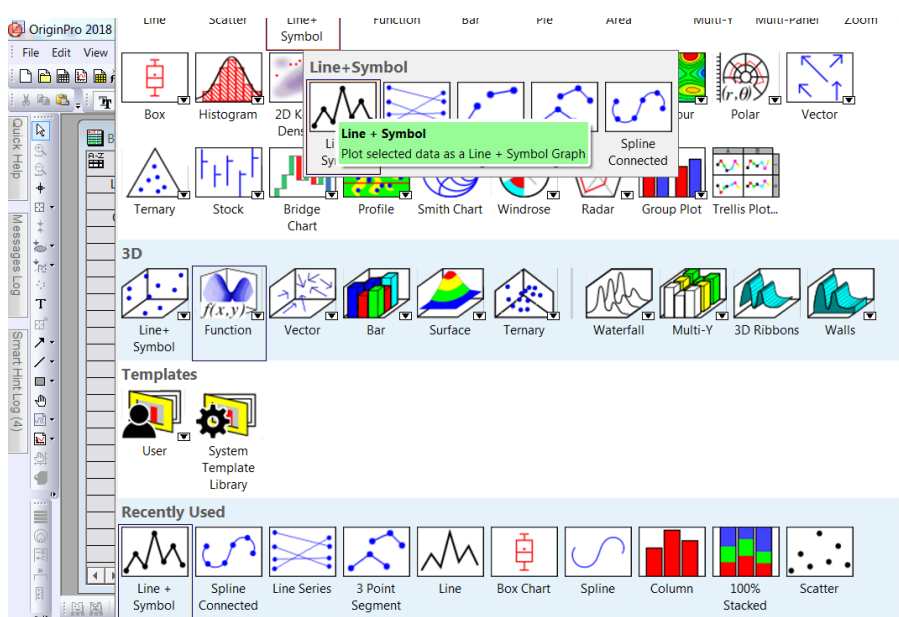 OriginPro 2018
File Edit View
Line Scatter Line+ Symbol Function Bar Pie Area Multi-Y Multi-Panel Zoom
Line+Symbol
Box Histogram 2D K Dens our Polar Vector
(r,θ)
Line + Symbol
Plot selected data as a Line + Symbol Graph
Li Sy Spline Connected
Ternary Stock Bridge Chart Profile Smith Chart Windrose Radar Group Plot Trellis Plot...
3D
f(x,y)
Line+ Symbol Function Vector Bar Surface Ternary Waterfall Multi-Y 3D Ribbons Walls
Templates
User System Template Library
Recently Used
Line + Symbol Spline Connected Line Series 3 Point Segment Line Box Chart Spline Column 100% Stacked Scatter
Quick Help
Messages Log
Smart Hint Log (4)